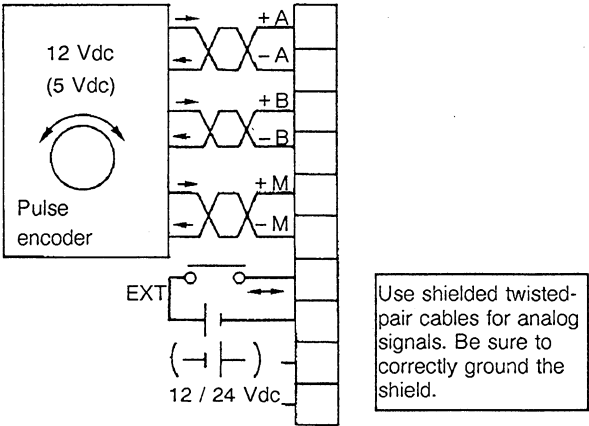 12 Vdc
(5 Vdc)
Pulse
encoder
+ A
– A
+ B
– B
+ M
– M
EXT.
12 / 24 Vdc
Use shielded twisted-
pair cables for analog
signals. Be sure to
correctly ground the
shield.